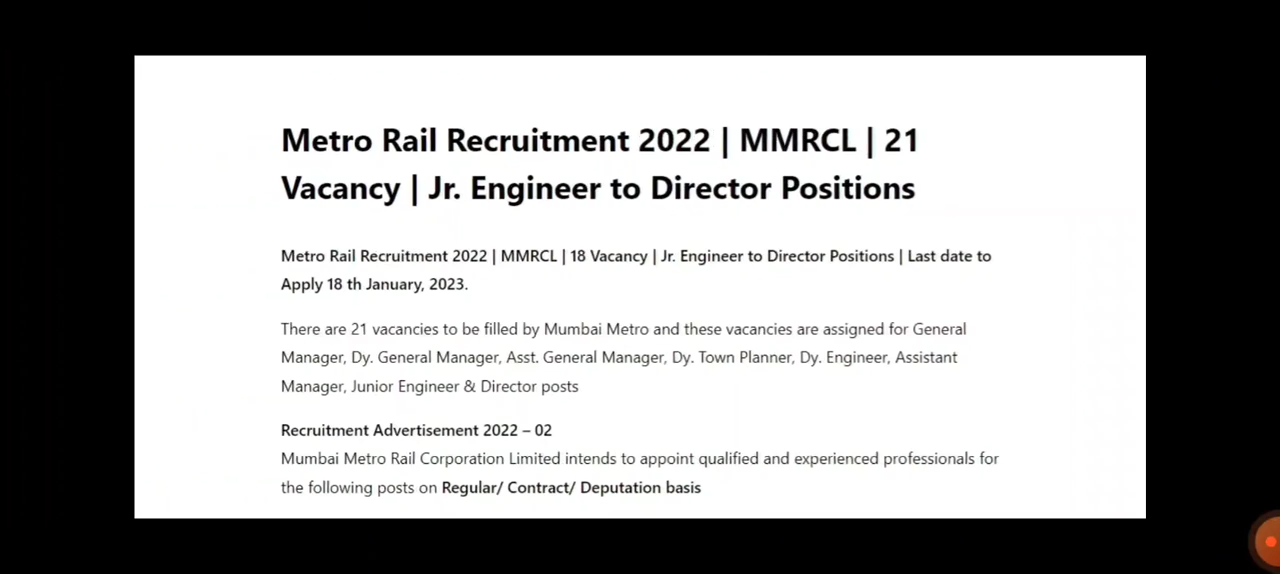 Metro Rail Recruitment 2022 | MMRCL | 21
Vacancy | Jr. Engineer to Director Positions
Metro Rail Recruitment 2022 | MMRCL | 18 Vacancy | Jr. Engineer to Director Positions | Last date to
Apply 18 th January, 2023.
There are 21 vacancies to be filled by Mumbai Metro and these vacancies are assigned for General
Manager, Dy. General Manager, Asst. General Manager, Dy. Town Planner, Dy. Engineer, Assistant
Manager, Junior Engineer & Director posts
Recruitment Advertisement 2022 – 02
Mumbai Metro Rail Corporation Limited intends to appoint qualified and experienced professionals for
the following posts on Regular/ Contract/ Deputation basis